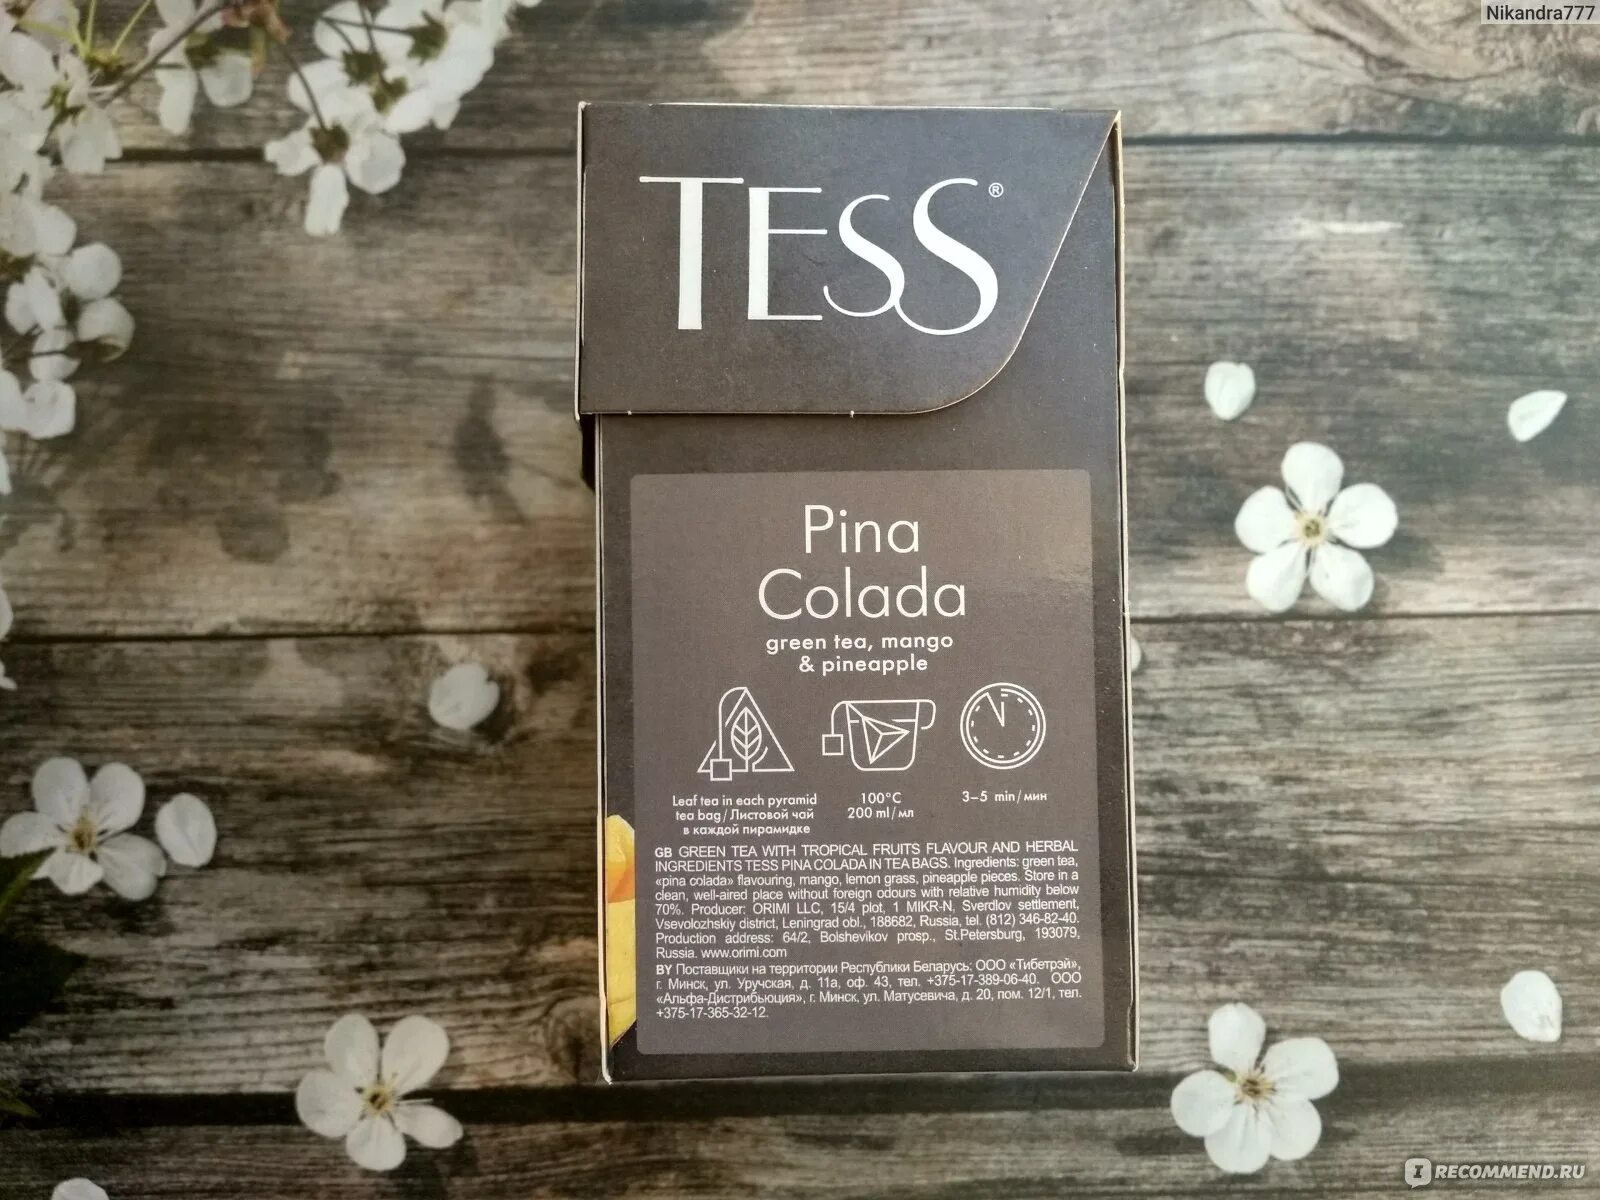 Nikandra777
TESS®
Pina
Colada
green tea, mango
& pineapple
Leaf tea in each pyramid
tea bag / Листовой чай
в каждой пирамидке
100°C
200 ml/мл
3–5 min/мин
GB GREEN TEA WITH TROPICAL FRUITS FLAVOUR AND HERBAL
INGREDIENTS TESS PINA COLADA IN TEA BAGS. Ingredients: green tea,
«pina colada» flavouring, mango, lemon grass, pineapple pieces. Store in a
clean, well-aired place without foreign odours with relative humidity below
70%. Producer: ORIMI LLC, 15/4 plot, 1 MIKR-N, Sverdlov settlement,
Vsevolozhskiy district, Leningrad obl., 188682, Russia, tel. (812) 346-82-40.
Production address: 64/2, Bolshevikov prosp., St.Petersburg, 193079,
Russia. www.orimi.com
BY Поставщики на территории Республики Беларусь: ООО «Тибетрэй»,
г. Минск, ул. Уручская, д. 11а, оф. 43, тел. +375-17-389-06-40. ООО
«Альфа-Дистрибьюция», г. Минск, ул. Матусевича, д. 20, пом. 12/1, тел.
+375-17-365-32-12.
IRECOMMEND.RU